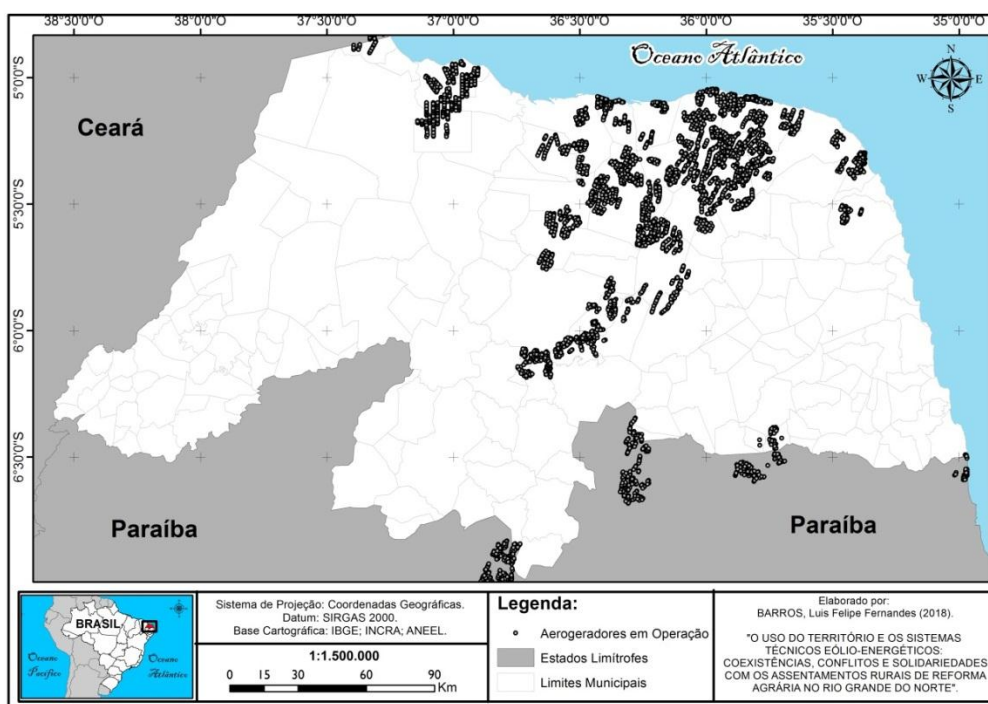 38°30'0"W 38°0'0"W 37°30'0"W 37°0'0"W 36°30'0"W 36°0'0"W 35°30'0"W 35°0'0"W
Oceano Atlântico
N
W E
S
5°0'0"S
Ceará
5°30'0"S
6°0'0"S
6°30'0"S
Paraíba
Paraíba
BRASIL
Oceano
Pacífico
Oceano
Atlântico
Sistema de Projeção: Coordenadas Geográficas.
Datum: SIRGAS 2000.
Base Cartográfica: IBGE; INCRA; ANEEL.
1:1.500.000
0 15 30 60 90
Km
Legenda:
Aerogeradores em Operação
Estados Limítrofes
Limites Municipais
Elaborado por:
BARROS, Luis Felipe Fernandes (2018).
"O USO DO TERRITÓRIO E OS SISTEMAS
TÉCNICOS EÓLIO-ENERGÉTICOS:
COEXISTÊNCIAS, CONFLITOS E SOLIDARIEDADES
COM OS ASSENTAMENTOS RURAIS DE REFORMA
AGRÁRIA NO RIO GRANDE DO NORTE".